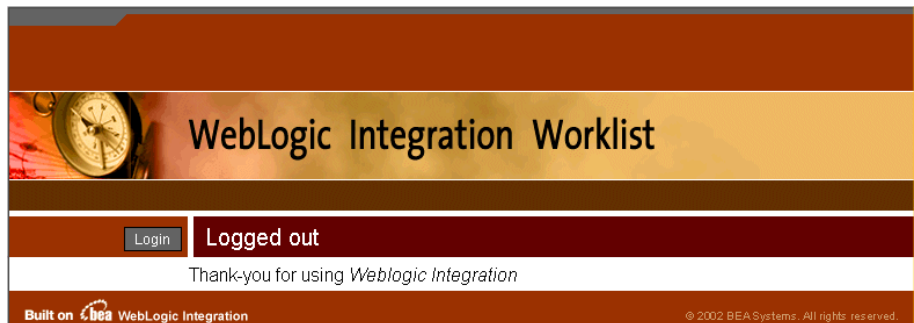 WebLogic Integration Worklist
Login
Logged out
Thank-you for using Weblogic Integration
Built on bea WebLogic Integration
© 2002 BEA Systems. All rights reserved.